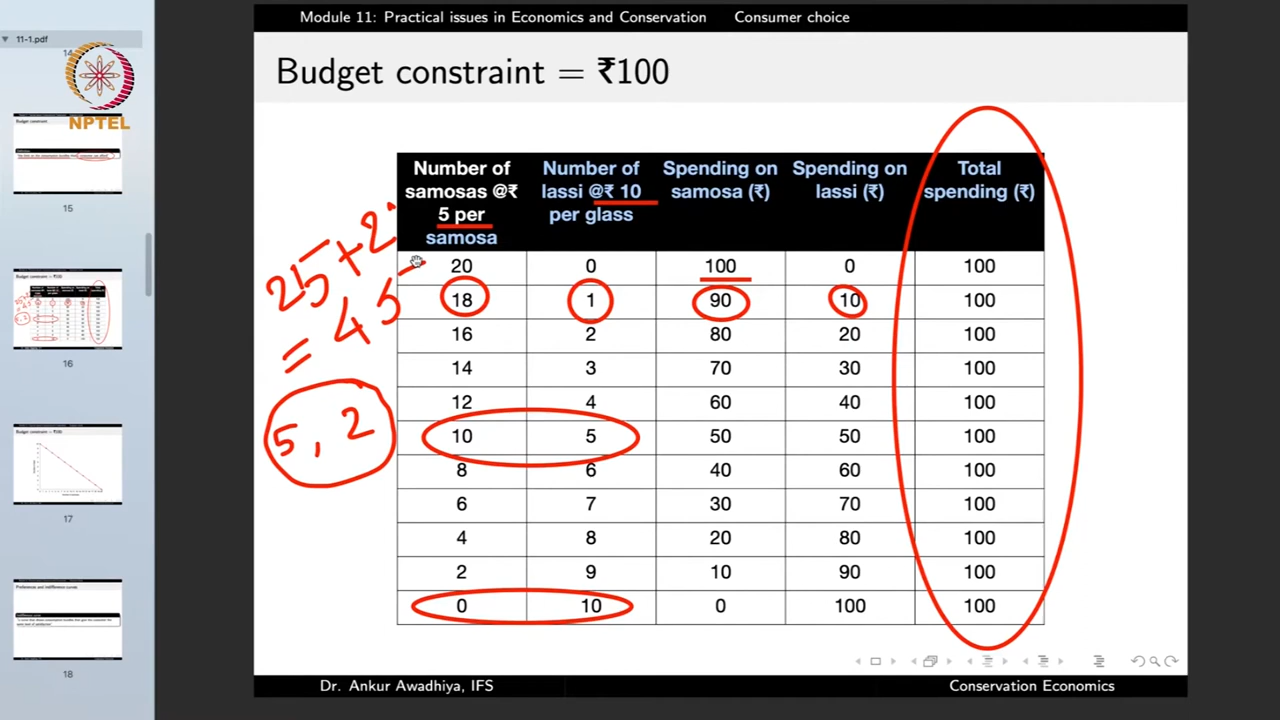 Module 11: Practical issues in Economics and Conservation Consumer choice
11-1.pdf
14
NPTEL
15
16
17
18
Budget constraint = ₹100
Number of samosas @₹ 5 per samosa
Number of lassi @₹ 10 per glass
Spending on samosa (₹)
Spending on lassi (₹)
Total spending (₹)
20 0 100 0 100
18 1 90 10 100
16 2 80 20 100
14 3 70 30 100
12 4 60 40 100
10 5 50 50 100
8 6 40 60 100
6 7 30 70 100
4 8 20 80 100
2 9 10 90 100
0 10 0 100 100
25+2
= 45
5, 2
Dr. Ankur Awadhiya, IFS Conservation Economics